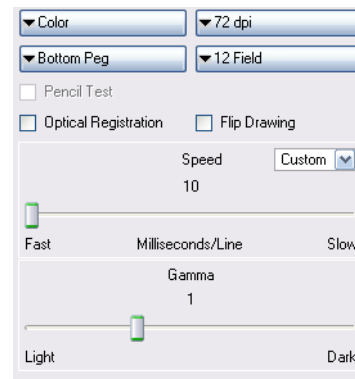 Color 72 dpi
Bottom Peg 12 Field
Pencil Test
Optical Registration Flip Drawing
Speed Custom
10
Fast Milliseconds/Line Slow
Gamma
1
Light Dark